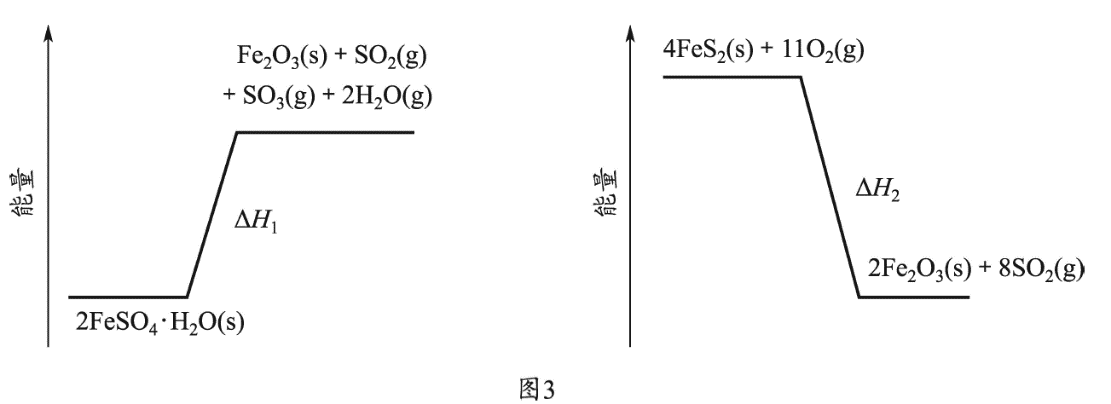 能量
Fe₂O₃(s) + SO₂(g)
+ SO₃(g) + 2H₂O(g)
ΔH₁
2FeSO₄·H₂O(s)
能量
4FeS₂(s) + 11O₂(g)
ΔH₂
2Fe₂O₃(s) + 8SO₂(g)
图3